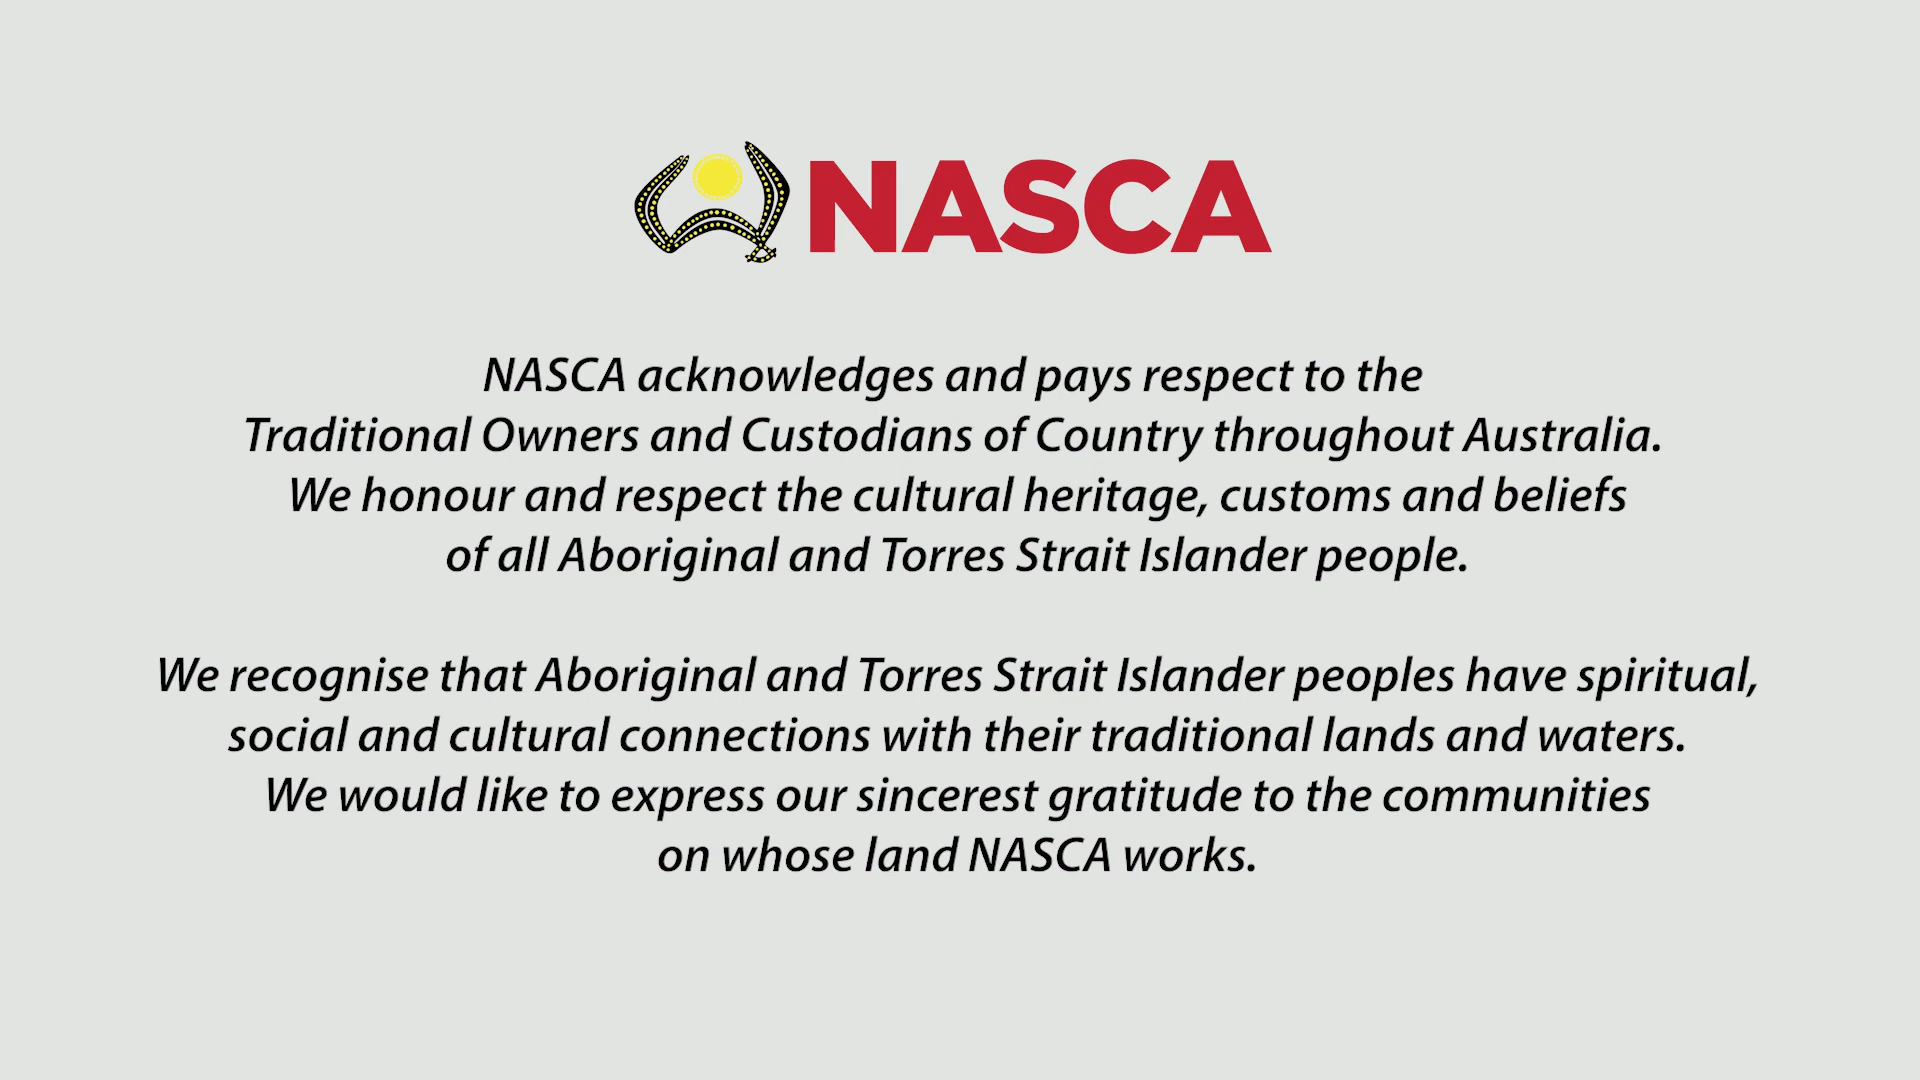 NASCA
NASCA acknowledges and pays respect to the
Traditional Owners and Custodians of Country throughout Australia.
We honour and respect the cultural heritage, customs and beliefs
of all Aboriginal and Torres Strait Islander people.
We recognise that Aboriginal and Torres Strait Islander peoples have spiritual,
social and cultural connections with their traditional lands and waters.
We would like to express our sincerest gratitude to the communities
on whose land NASCA works.